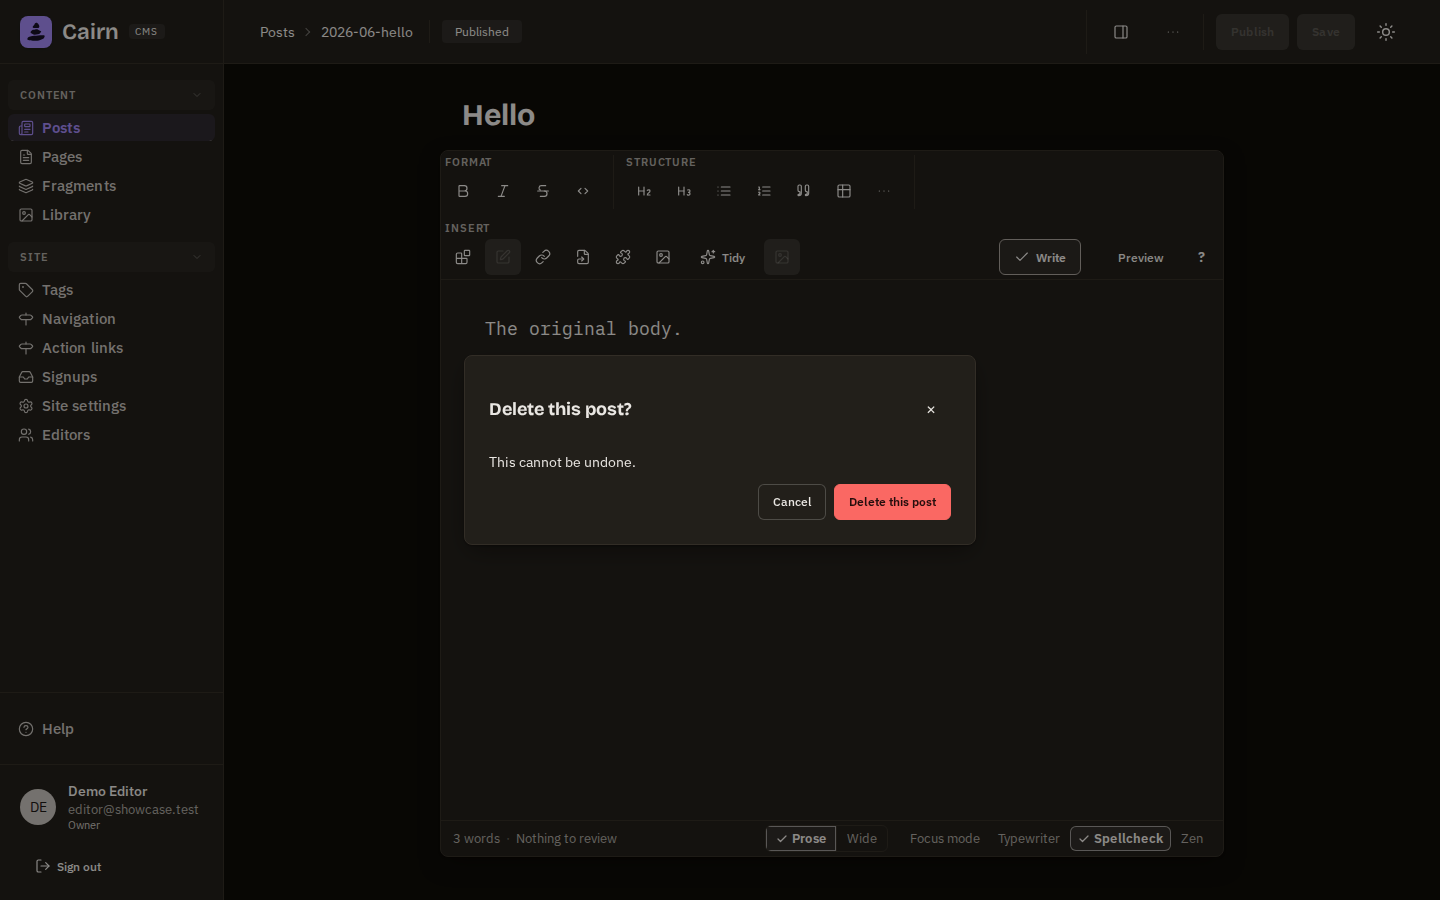 Cairn CMS
Posts 2026-06-hello Published ... Publish Save
CONTENT
Posts
Pages
Fragments
Library
SITE
Tags
Navigation
Action links
Signups
Site settings
Editors
Help
DE Demo Editor
editor@showcase.test
Owner
Sign out
Hello
FORMAT STRUCTURE
B I S <> H2 H3 ...
INSERT
Tidy Write Preview ?
The original body.
Delete this post? ×
This cannot be undone.
Cancel Delete this post
3 words · Nothing to review Prose Wide Focus mode Typewriter Spellcheck Zen